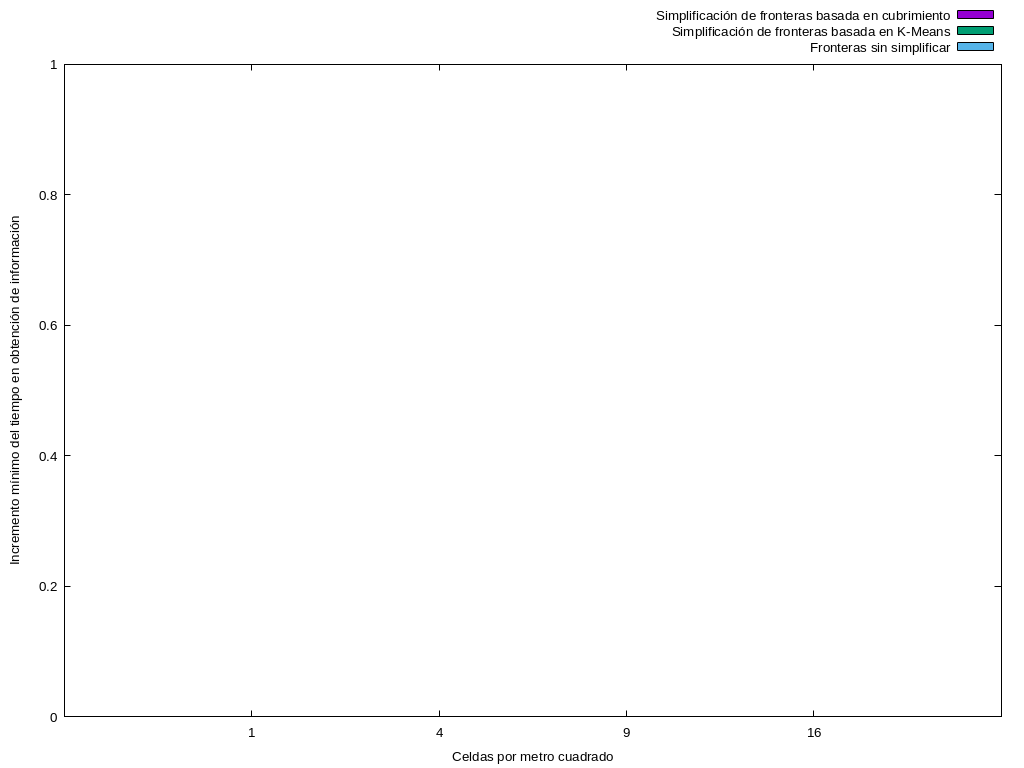 Simplificación de fronteras basada en cubrimiento
Simplificación de fronteras basada en K-Means
Fronteras sin simplificar
1
0.8
0.6
0.4
0.2
0
Incremento mínimo del tiempo en obtención de información
1 4 9 16
Celdas por metro cuadrado